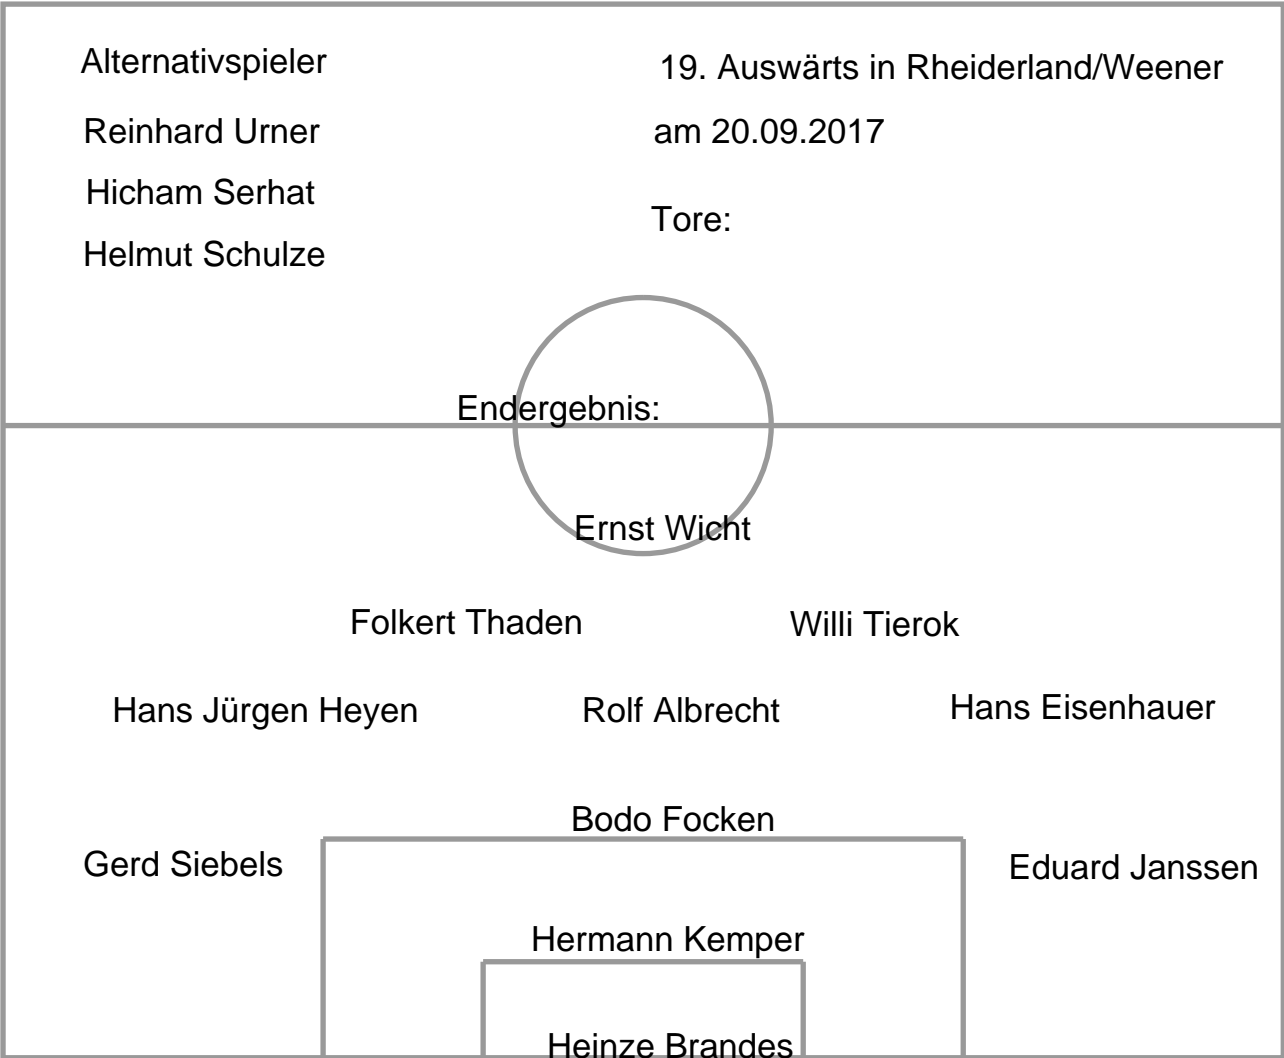 Alternativspieler
19. Auswärts in Rheiderland/Weener
Reinhard Urner
am 20.09.2017
Hicham Serhat
Tore:
Helmut Schulze
Endergebnis:
Ernst Wicht
Folkert Thaden
Willi Tierok
Hans Jürgen Heyen
Rolf Albrecht
Hans Eisenhauer
Bodo Focken
Gerd Siebels
Eduard Janssen
Hermann Kemper
Heinze Brandes